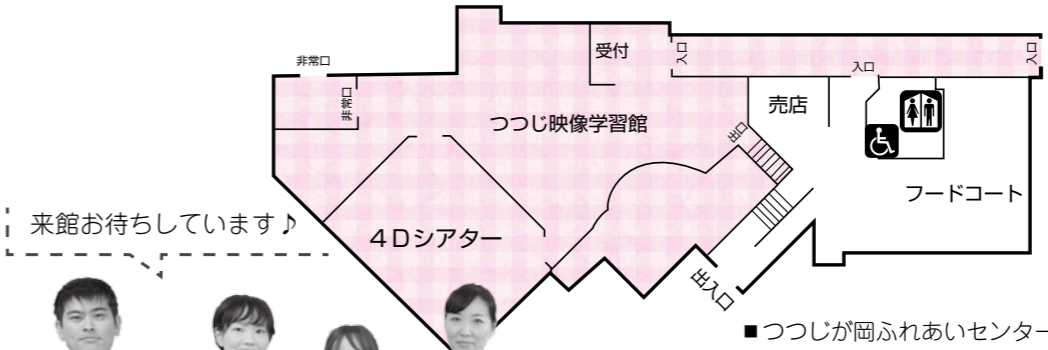 非常口
非常口
受付
入口
入口
入口
つつじ映像学習館
売店
出口
4Dシアター
フードコート
出入口
来館お待ちしています♪
■つつじが岡ふれあいセンター